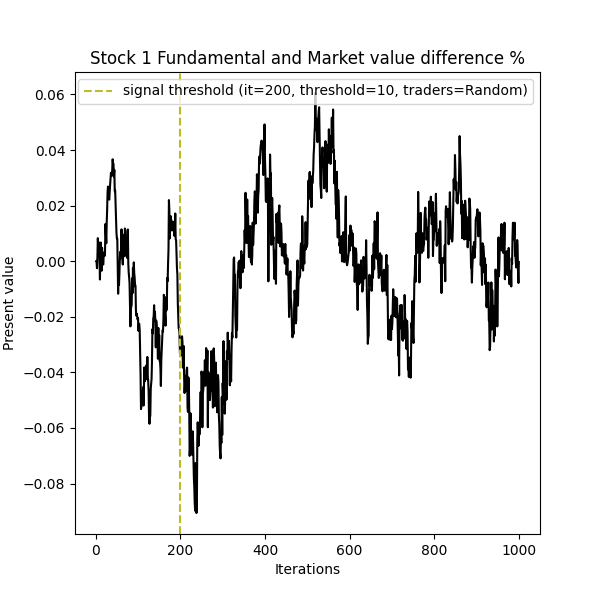 Stock 1 Fundamental and Market value difference %
signal threshold (it=200, threshold=10, traders=Random)
0.06
0.04
0.02
0.00
−0.02
−0.04
−0.06
−0.08
Present value
0 200 400 600 800 1000
Iterations